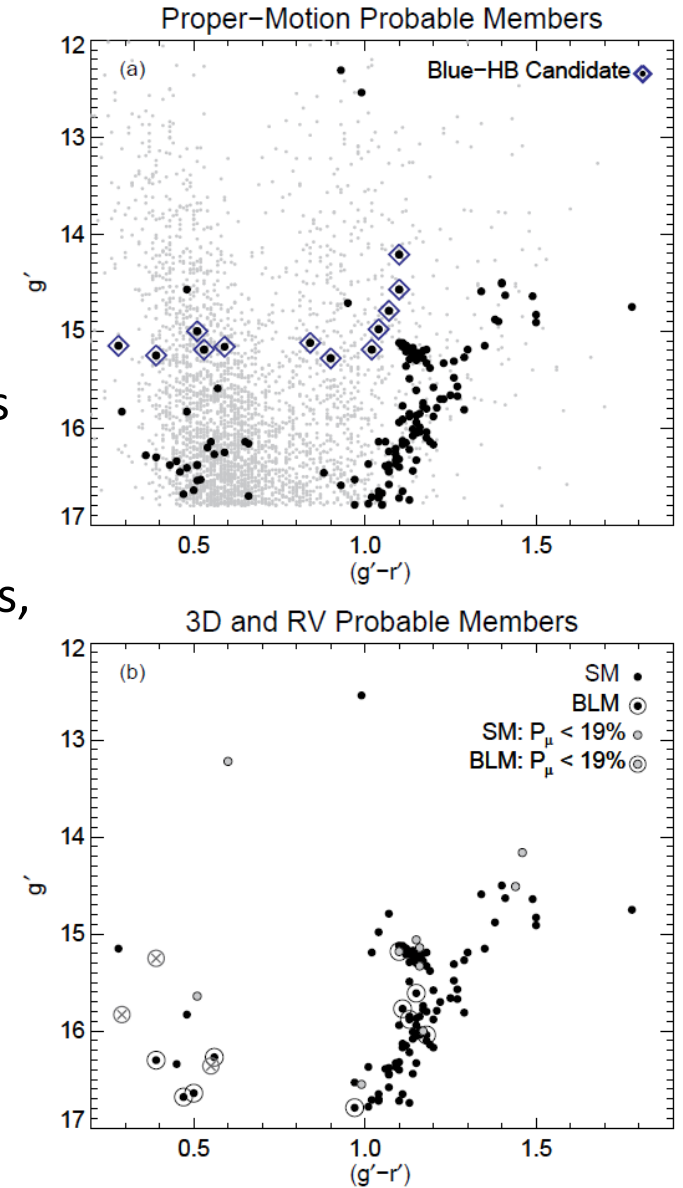 Proper−Motion Probable Members
(a)
Blue−HB Candidate
12
13
14
15
16
17
g′
0.5 1.0 1.5
(g′−r′)
s
s,
3D and RV Probable Members
(b)
SM
BLM
SM: Pμ < 19%
BLM: Pμ < 19%
12
13
14
15
16
17
g′
0.5 1.0 1.5
(g′−r′)